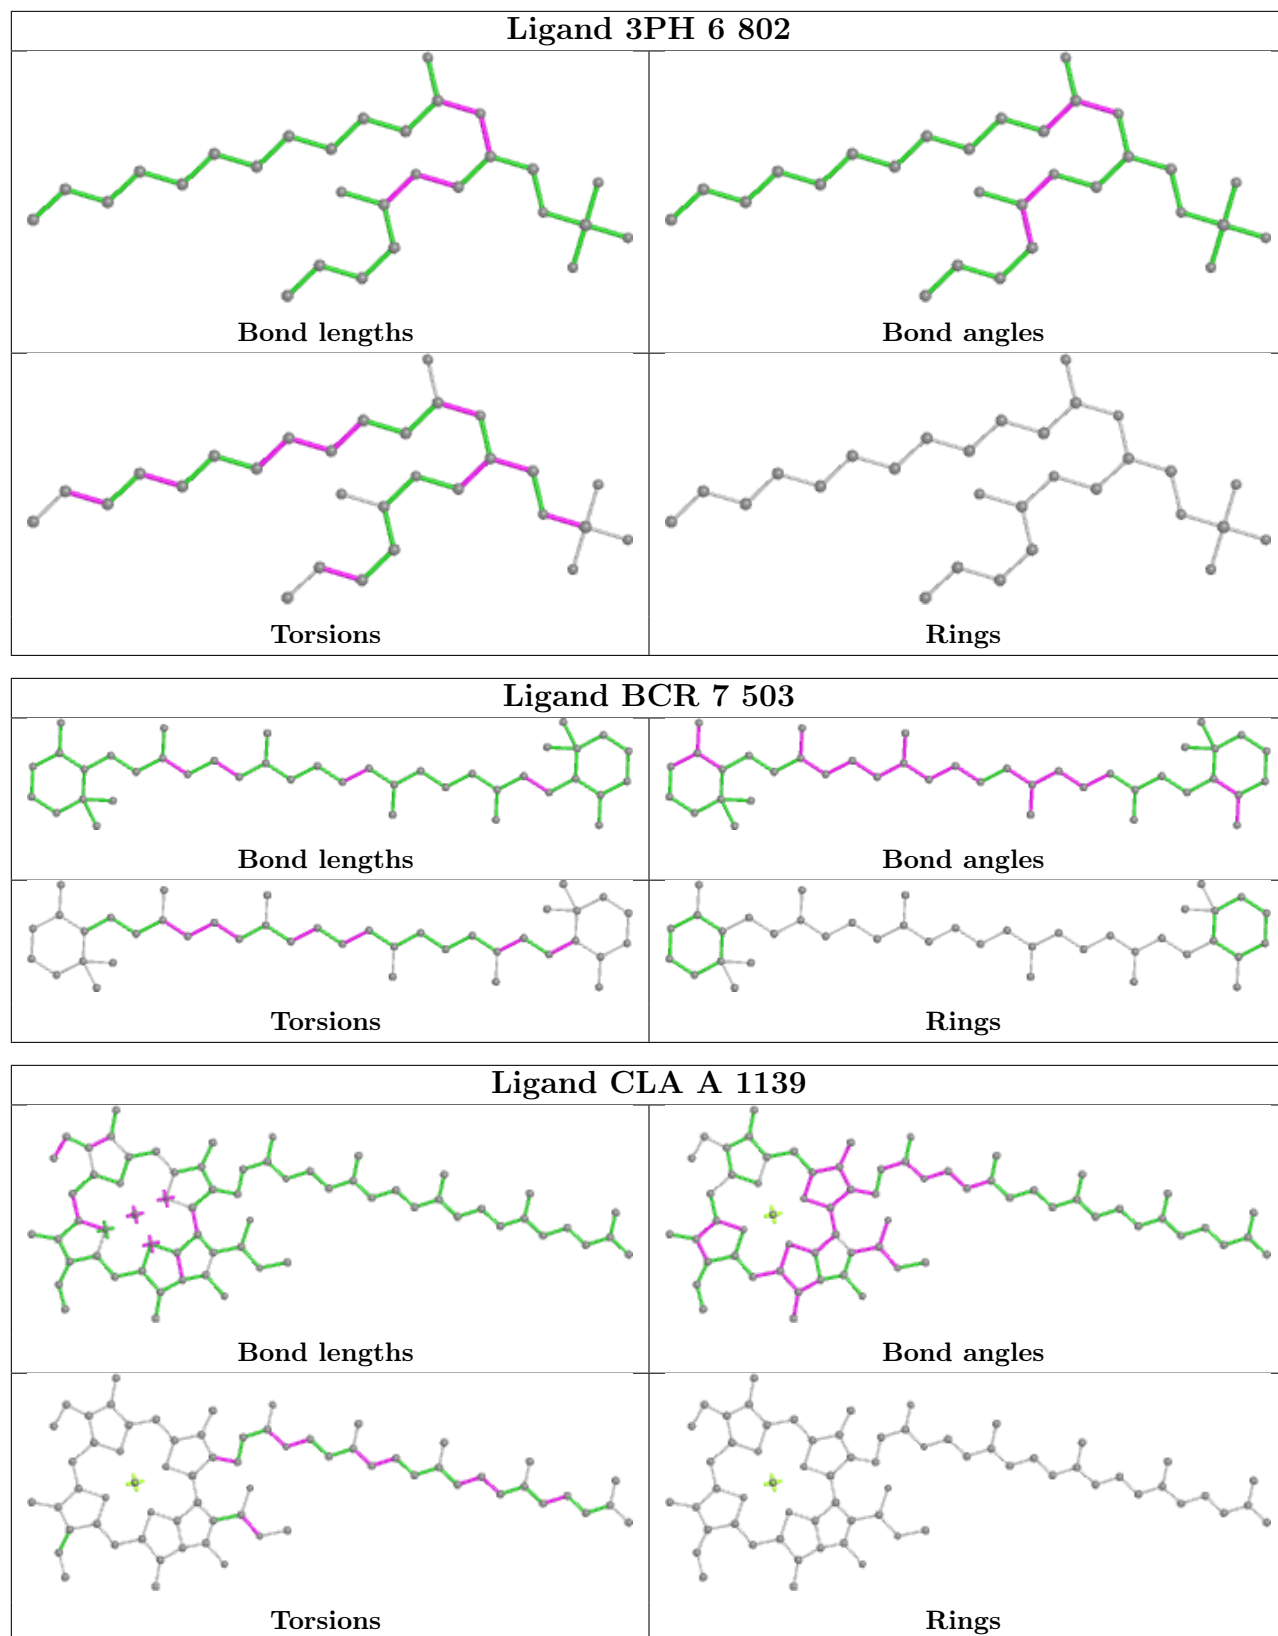 Ligand 3PH 6 802
Bond lengths
Bond angles
Torsions
Rings
Ligand BCR 7 503
Bond lengths
Bond angles
Torsions
Rings
Ligand CLA A 1139
Bond lengths
Bond angles
Torsions
Rings